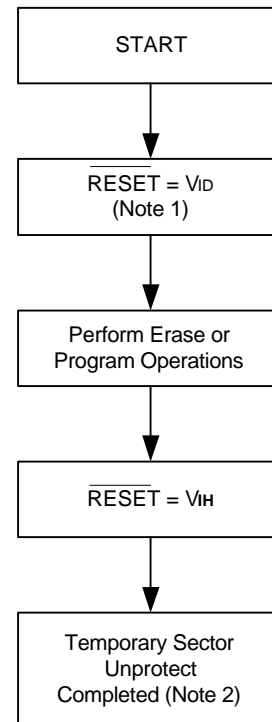 START
RESET = VID
(Note 1)
Perform Erase or
Program Operations
RESET = VIH
Temporary Sector
Unprotect
Completed (Note 2)